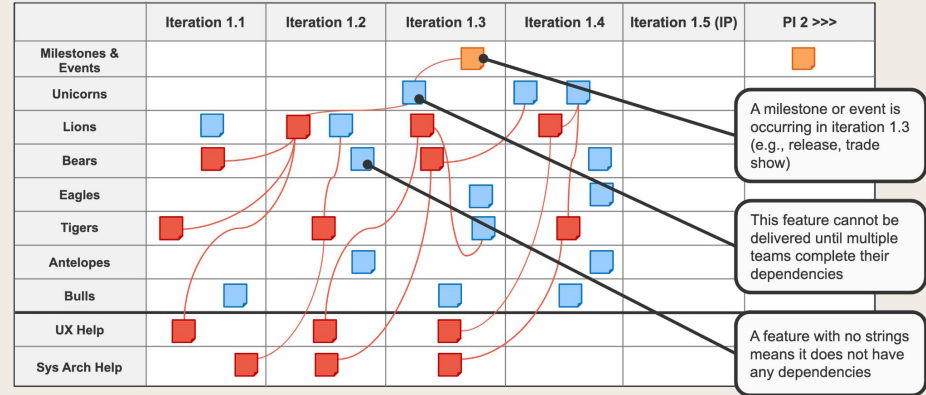 Iteration 1.1
Iteration 1.2
Iteration 1.3
Iteration 1.4
Iteration 1.5 (IP)
PI 2 >>>
Milestones &
Events
Unicorns
Lions
Bears
Eagles
Tigers
Antelopes
Bulls
UX Help
Sys Arch Help
A milestone or event is
occurring in iteration 1.3
(e.g., release, trade
show)
This feature cannot be
delivered until multiple
teams complete their
dependencies
A feature with no strings
means it does not have
any dependencies